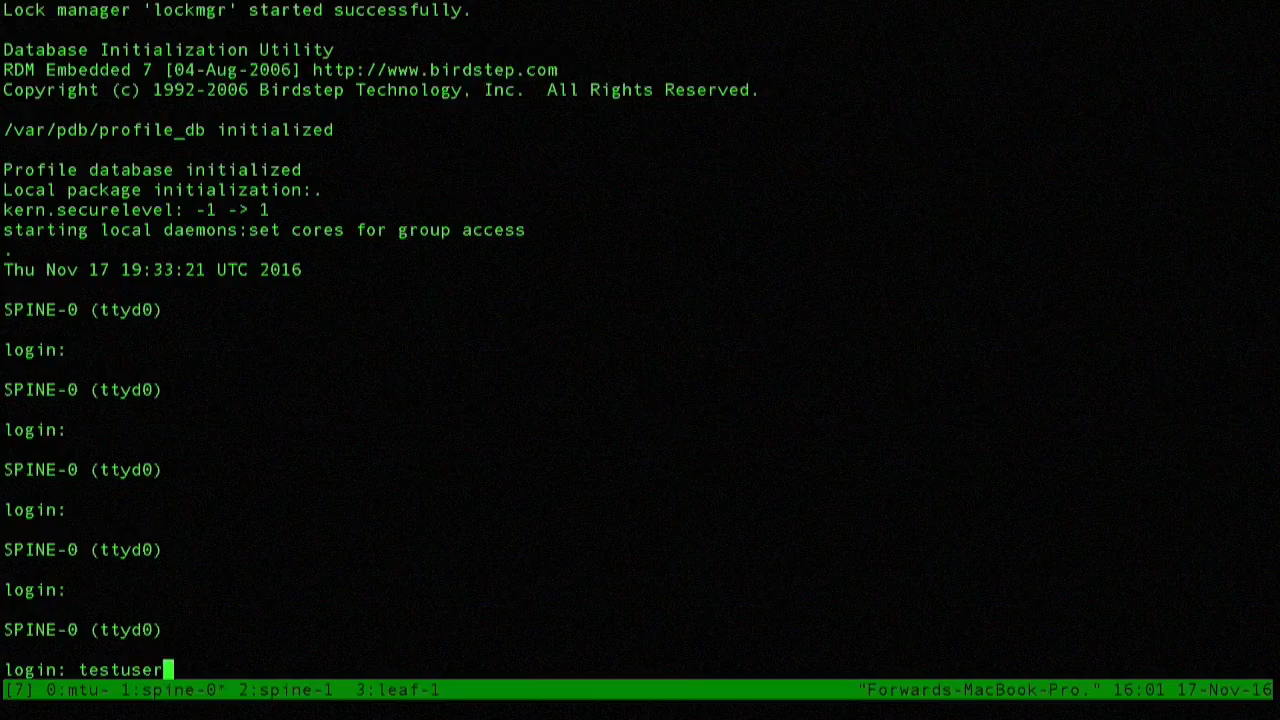 Lock manager 'lockmgr' started successfully.
Database Initialization Utility
RDM Embedded 7 [04-Aug-2006] http://www.birdstep.com
Copyright (c) 1992-2006 Birdstep Technology, Inc.  All Rights Reserved.
/var/pdb/profile_db initialized
Profile database initialized
Local package initialization:.
kern.securelevel: -1 -> 1
starting local daemons:set cores for group access
.
Thu Nov 17 19:33:21 UTC 2016
SPINE-0 (ttyd0)
login:
SPINE-0 (ttyd0)
login:
SPINE-0 (ttyd0)
login:
SPINE-0 (ttyd0)
login:
SPINE-0 (ttyd0)
login: testuser
[7] 0:mtu- 1:spine-0* 2:spine-1  3:leaf-1 "Forwards-MacBook-Pro." 16:01 17-Nov-16